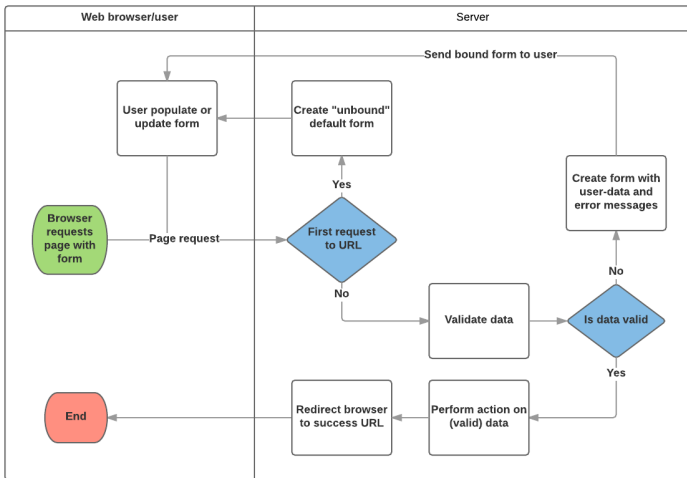 Web browser/user
Server
Send bound form to user
User populate or
update form
Create "unbound"
default form
Create form with
user-data and
error messages
Yes
Browser
requests
page with
form
Page request
First request
to URL
No
No
Validate data
Is data valid
Yes
End
Redirect browser
to success URL
Perform action on
(valid) data